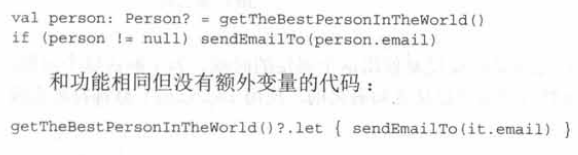 val person: Person? = getTheBestPersonInTheWorld()
if (person != null) sendEmailTo(person.email)
和功能相同但没有额外变量的代码：
getTheBestPersonInTheWorld()?.let { sendEmailTo(it.email) }